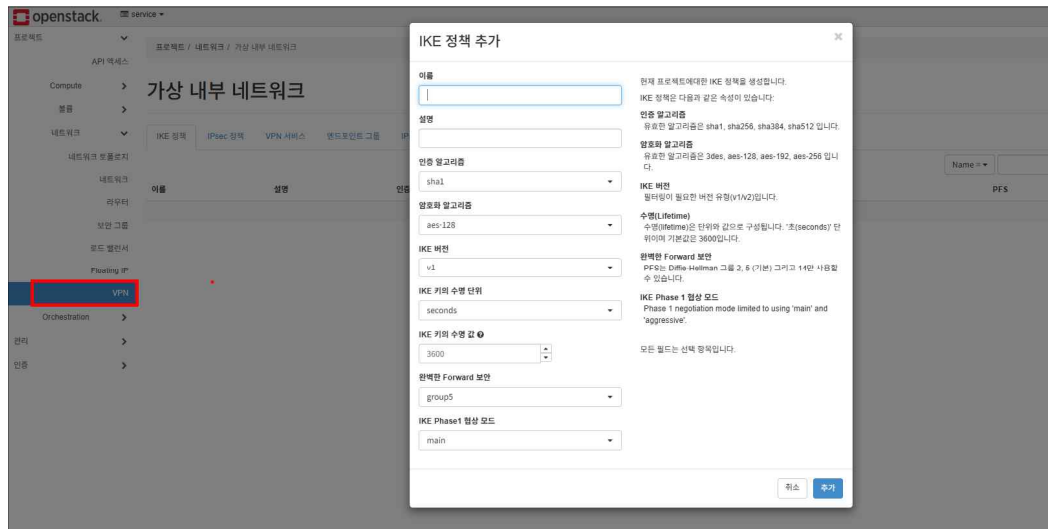 openstack. service
프로젝트
API 액세스
Compute
볼륨
네트워크
네트워크 토폴로지
네트워크
라우터
보안 그룹
로드 밸런서
Floating IP
VPN
Orchestration
관리
인증
프로젝트 / 네트워크 / 가상 내부 네트워크
가상 내부 네트워크
IKE 정책 IPsec 정책 VPN 서비스 엔드포인트 그룹 IP
Name =
이름 설명 인증 PFS
IKE 정책 추가 ×
이름
설명
인증 알고리즘
sha1
암호화 알고리즘
aes-128
IKE 버전
v1
IKE 키의 수명 단위
seconds
IKE 키의 수명 값
3600
완벽한 Forward 보안
group5
IKE Phase1 협상 모드
main
현재 프로젝트에대한 IKE 정책을 생성합니다.
IKE 정책은 다음과 같은 속성이 있습니다:
인증 알고리즘
유효한 알고리즘은 sha1, sha256, sha384, sha512 입니다.
암호화 알고리즘
유효한 알고리즘은 3des, aes-128, aes-192, aes-256 입니
다.
IKE 버전
필터링이 필요한 버전 유형(v1/v2)입니다.
수명(Lifetime)
수명(lifetime)은 단위와 값으로 구성됩니다. '초(seconds)' 단
위이며 기본값은 3600입니다.
완벽한 Forward 보안
PFS는 Diffie-Hellman 그룹 2, 5 (기본) 그리고 14만 사용할
수 있습니다.
IKE Phase 1 협상 모드
Phase 1 negotiation mode limited to using 'main' and
'aggressive'.
모든 필드는 선택 항목입니다.
취소 추가